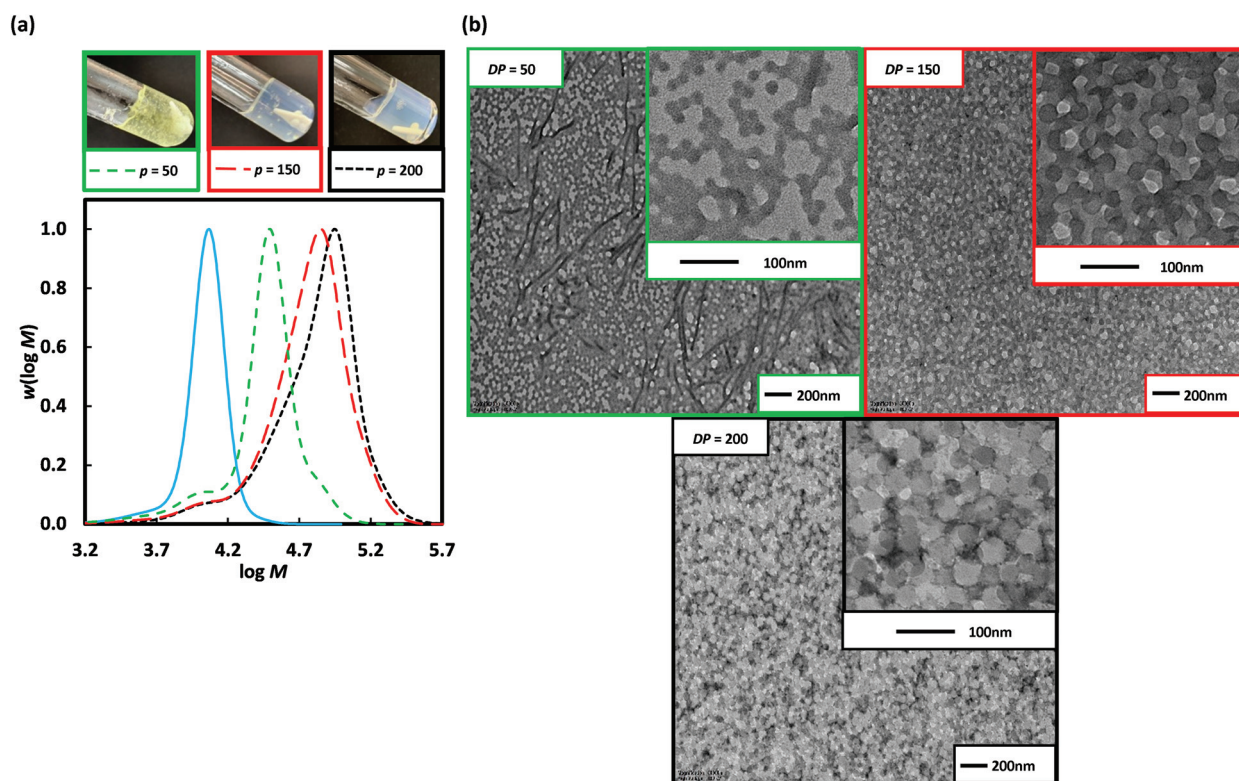 (a)
p = 50
p = 150
p = 200
w(log M)
1.0
0.8
0.6
0.4
0.2
0.0
3.2 3.7 4.2 4.7 5.2 5.7
log M
(b)
DP = 50
100nm
200nm
DP = 150
100nm
200nm
DP = 200
100nm
200nm